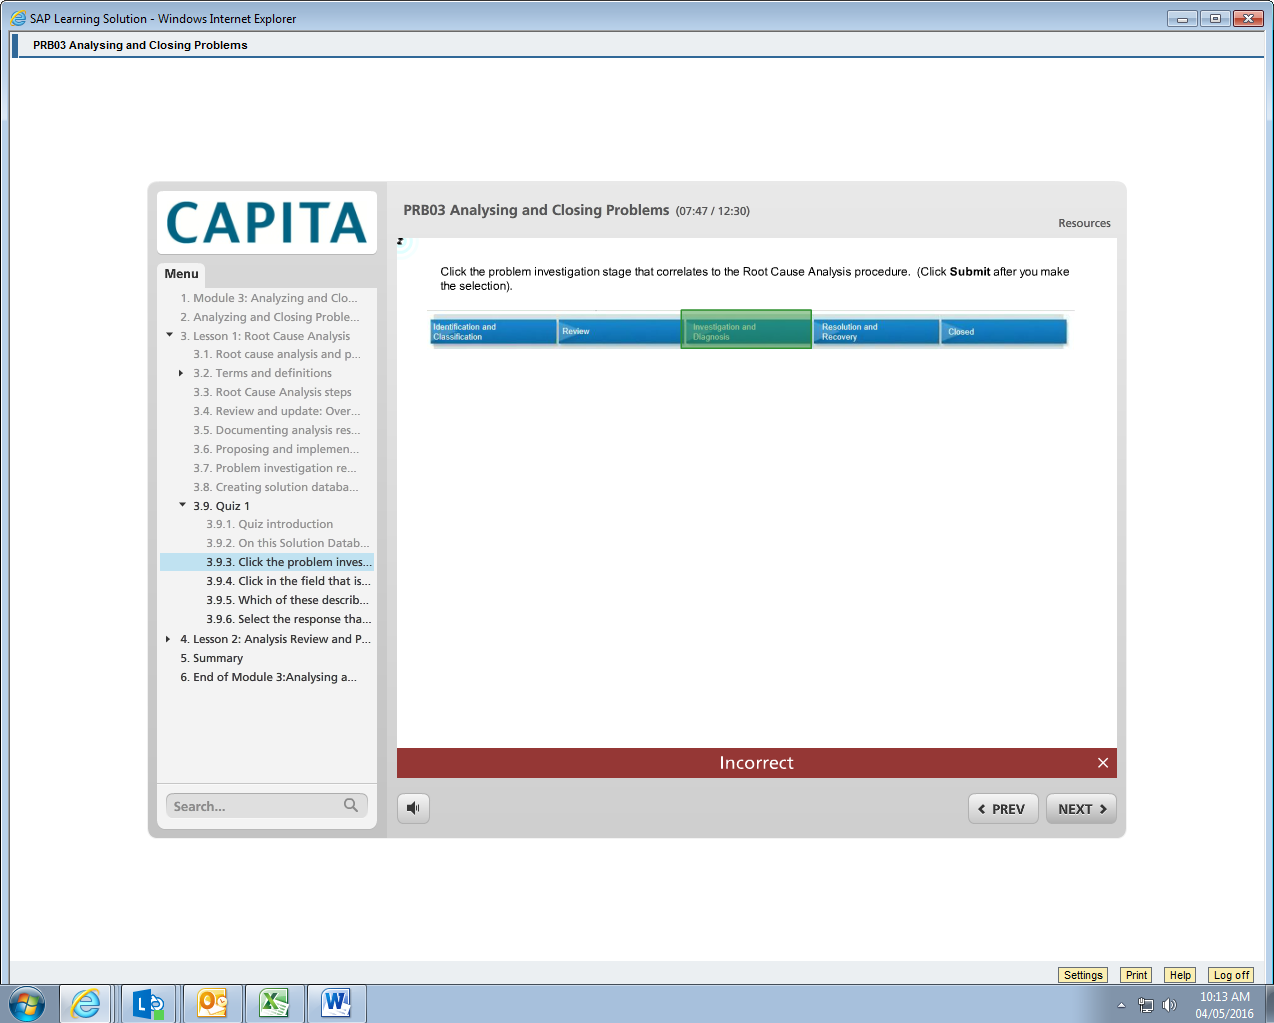 SAP Learning Solution - Windows Internet Explorer
PRB03 Analysing and Closing Problems
CAPITA
PRB03 Analysing and Closing Problems (07:47 / 12:30)
Resources
Menu
1. Module 3: Analyzing and Clo...
2. Analyzing and Closing Proble...
3. Lesson 1: Root Cause Analysis
3.1. Root cause analysis and p...
3.2. Terms and definitions
3.3. Root Cause Analysis steps
3.4. Review and update: Over...
3.5. Documenting analysis res...
3.6. Proposing and implemen...
3.7. Problem investigation re...
3.8. Creating solution databa...
3.9. Quiz 1
3.9.1. Quiz introduction
3.9.2. On this Solution Datab...
3.9.3. Click the problem inves...
3.9.4. Click in the field that is...
3.9.5. Which of these describ...
3.9.6. Select the response tha...
4. Lesson 2: Analysis Review and P...
5. Summary
6. End of Module 3:Analysing a...
Search...
Click the problem investigation stage that correlates to the Root Cause Analysis procedure. (Click Submit after you make
the selection).
Identification and
Classification
Review
Investigation and
Diagnosis
Resolution and
Recovery
Closed
Incorrect
PREV
NEXT
Settings
Print
Help
Log off
10:13 AM
04/05/2016